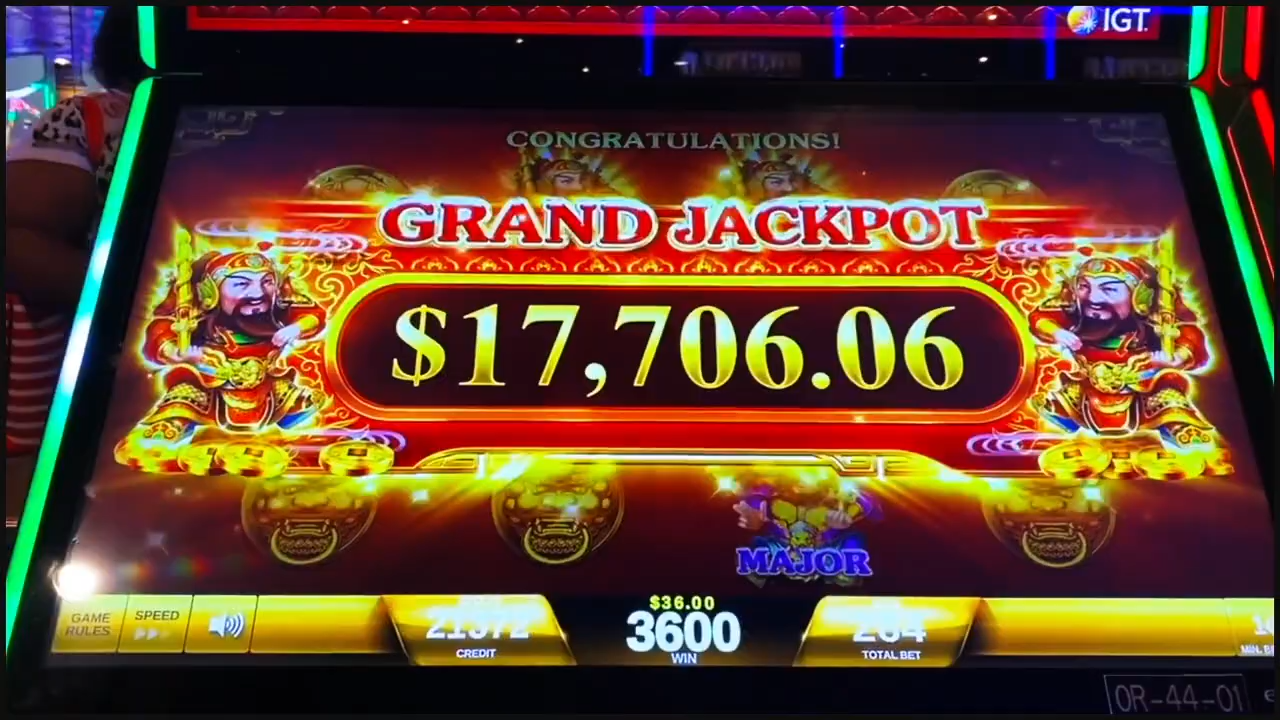 IGT
CONGRATULATIONS!
GRAND JACKPOT
$17,706.06
MAJOR
GAME RULES
SPEED
$36.00
3600
WIN
CREDIT
TOTAL BET
OR-44-01